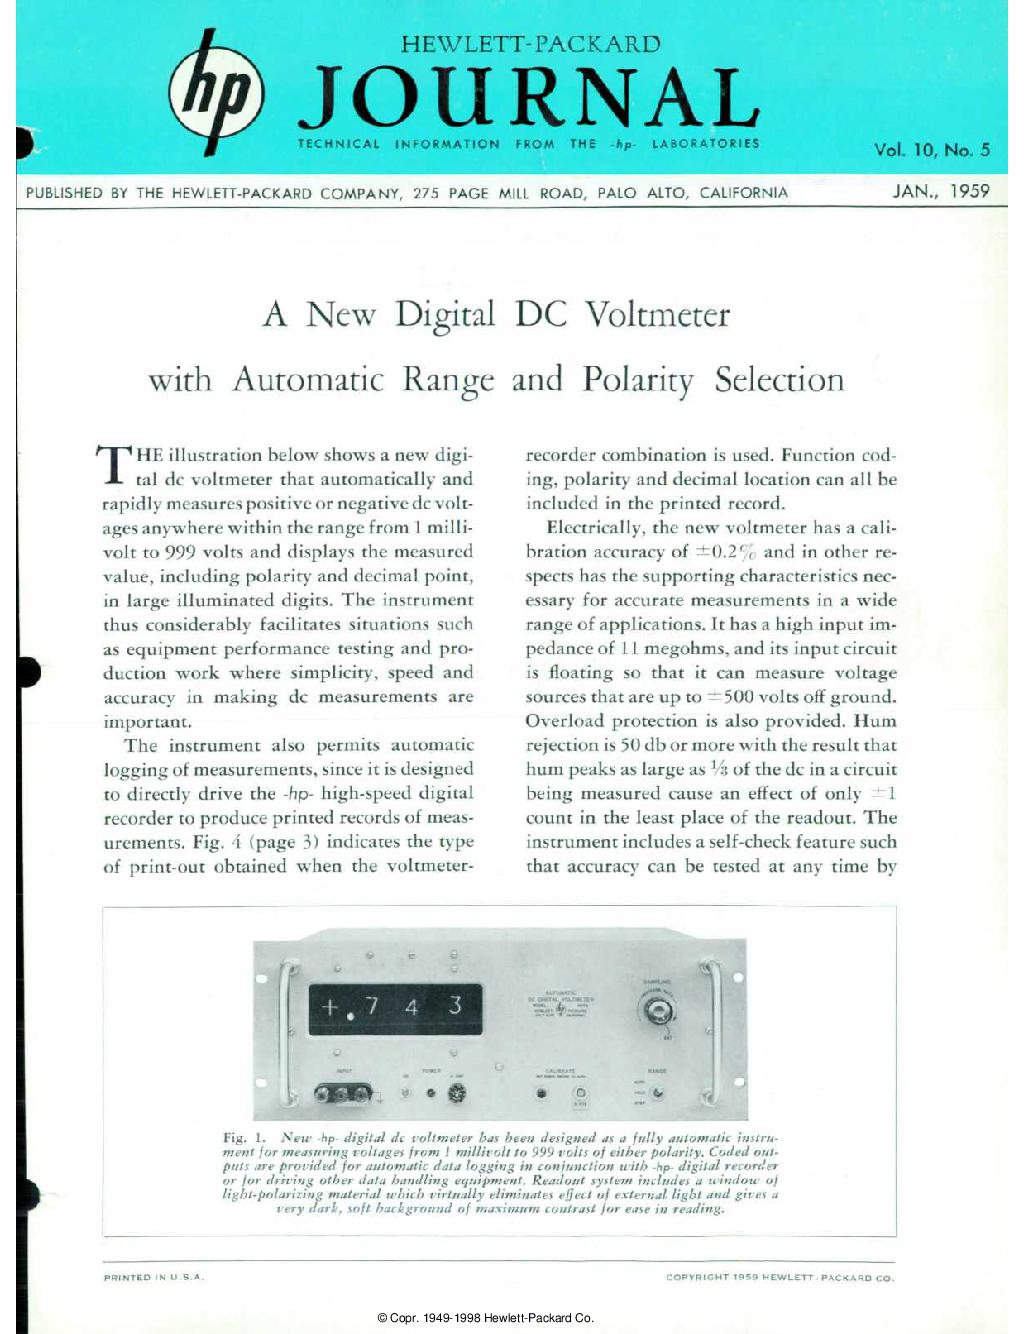 hp
HEWLETT-PACKARD
JOURNAL
TECHNICAL INFORMATION FROM THE -hp- LABORATORIES
Vol. 10, No. 5
PUBLISHED BY THE HEWLETT-PACKARD COMPANY, 275 PAGE MILL ROAD, PALO ALTO, CALIFORNIA
JAN., 1959
A New Digital DC Voltmeter
with Automatic Range and Polarity Selection
THE illustration below shows a new digi-
tal dc voltmeter that automatically and
rapidly measures positive or negative dc volt-
ages anywhere within the range from 1 milli-
volt to 999 volts and displays the measured
value, including polarity and decimal point,
in large illuminated digits. The instrument
thus considerably facilitates situations such
as equipment performance testing and pro-
duction work where simplicity, speed and
accuracy in making dc measurements are
important.
The instrument also permits automatic
logging of measurements, since it is designed
to directly drive the -hp- high-speed digital
recorder to produce printed records of meas-
urements. Fig. 4 (page 3) indicates the type
of print-out obtained when the voltmeter-
recorder combination is used. Function cod-
ing, polarity and decimal location can all be
included in the printed record.
Electrically, the new voltmeter has a cali-
bration accuracy of ±0.2% and in other re-
spects has the supporting characteristics nec-
essary for accurate measurements in a wide
range of applications. It has a high input im-
pedance of 11 megohms, and its input circuit
is floating so that it can measure voltage
sources that are up to ±500 volts off ground.
Overload protection is also provided. Hum
rejection is 50 db or more with the result that
hum peaks as large as ⅓ of the dc in a circuit
being measured cause an effect of only ±1
count in the least place of the readout. The
instrument includes a self-check feature such
that accuracy can be tested at any time by
+.743
AUTOMATIC
DC DIGITAL VOLTMETER
HEWLETT PACKARD
SAMPLING
INPUT
POWER
CALIBRATE
RANGE
Fig. 1. New -hp- digital dc voltmeter has been designed as a fully automatic instru-
ment for measuring voltages from 1 millivolt to 999 volts of either polarity. Coded out-
puts are provided for automatic data logging in conjunction with -hp- digital recorder
or for driving other data handling equipment. Readout system includes a window of
light-polarizing material which virtually eliminates effect of external light and gives a
very dark, soft background of maximum contrast for ease in reading.
PRINTED IN U.S.A.
COPYRIGHT 1959 HEWLETT-PACKARD CO.
© Copr. 1949-1998 Hewlett-Packard Co.